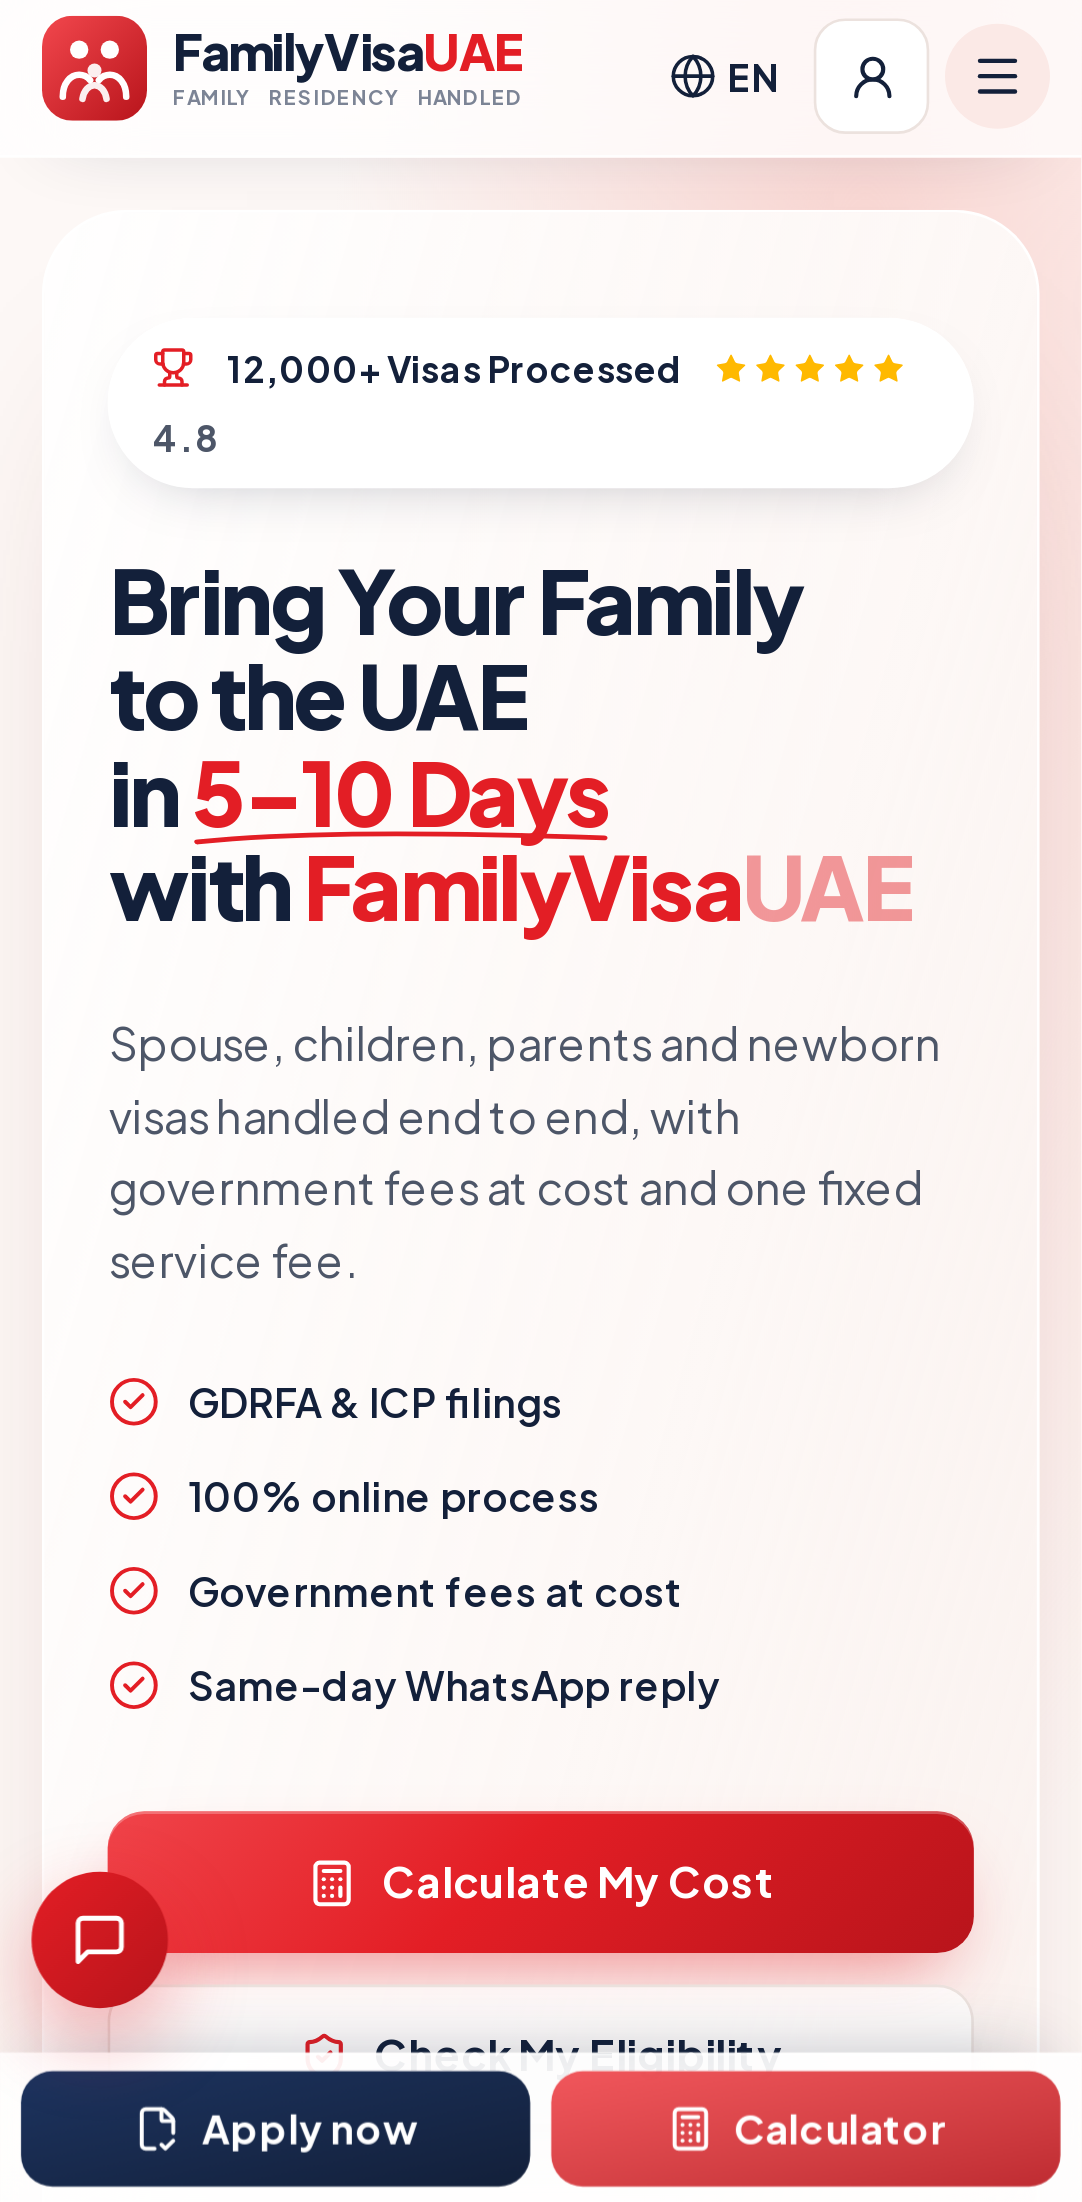 FamilyVisaUAE
FAMILY RESIDENCY HANDLED
EN
12,000+ Visas Processed
4.8
Bring Your Family
to the UAE
in 5–10 Days
with FamilyVisaUAE
Spouse, children, parents and newborn
visas handled end to end, with
government fees at cost and one fixed
service fee.
GDRFA & ICP filings
100% online process
Government fees at cost
Same-day WhatsApp reply
Calculate My Cost
Check My Eligibility
Apply now
Calculator